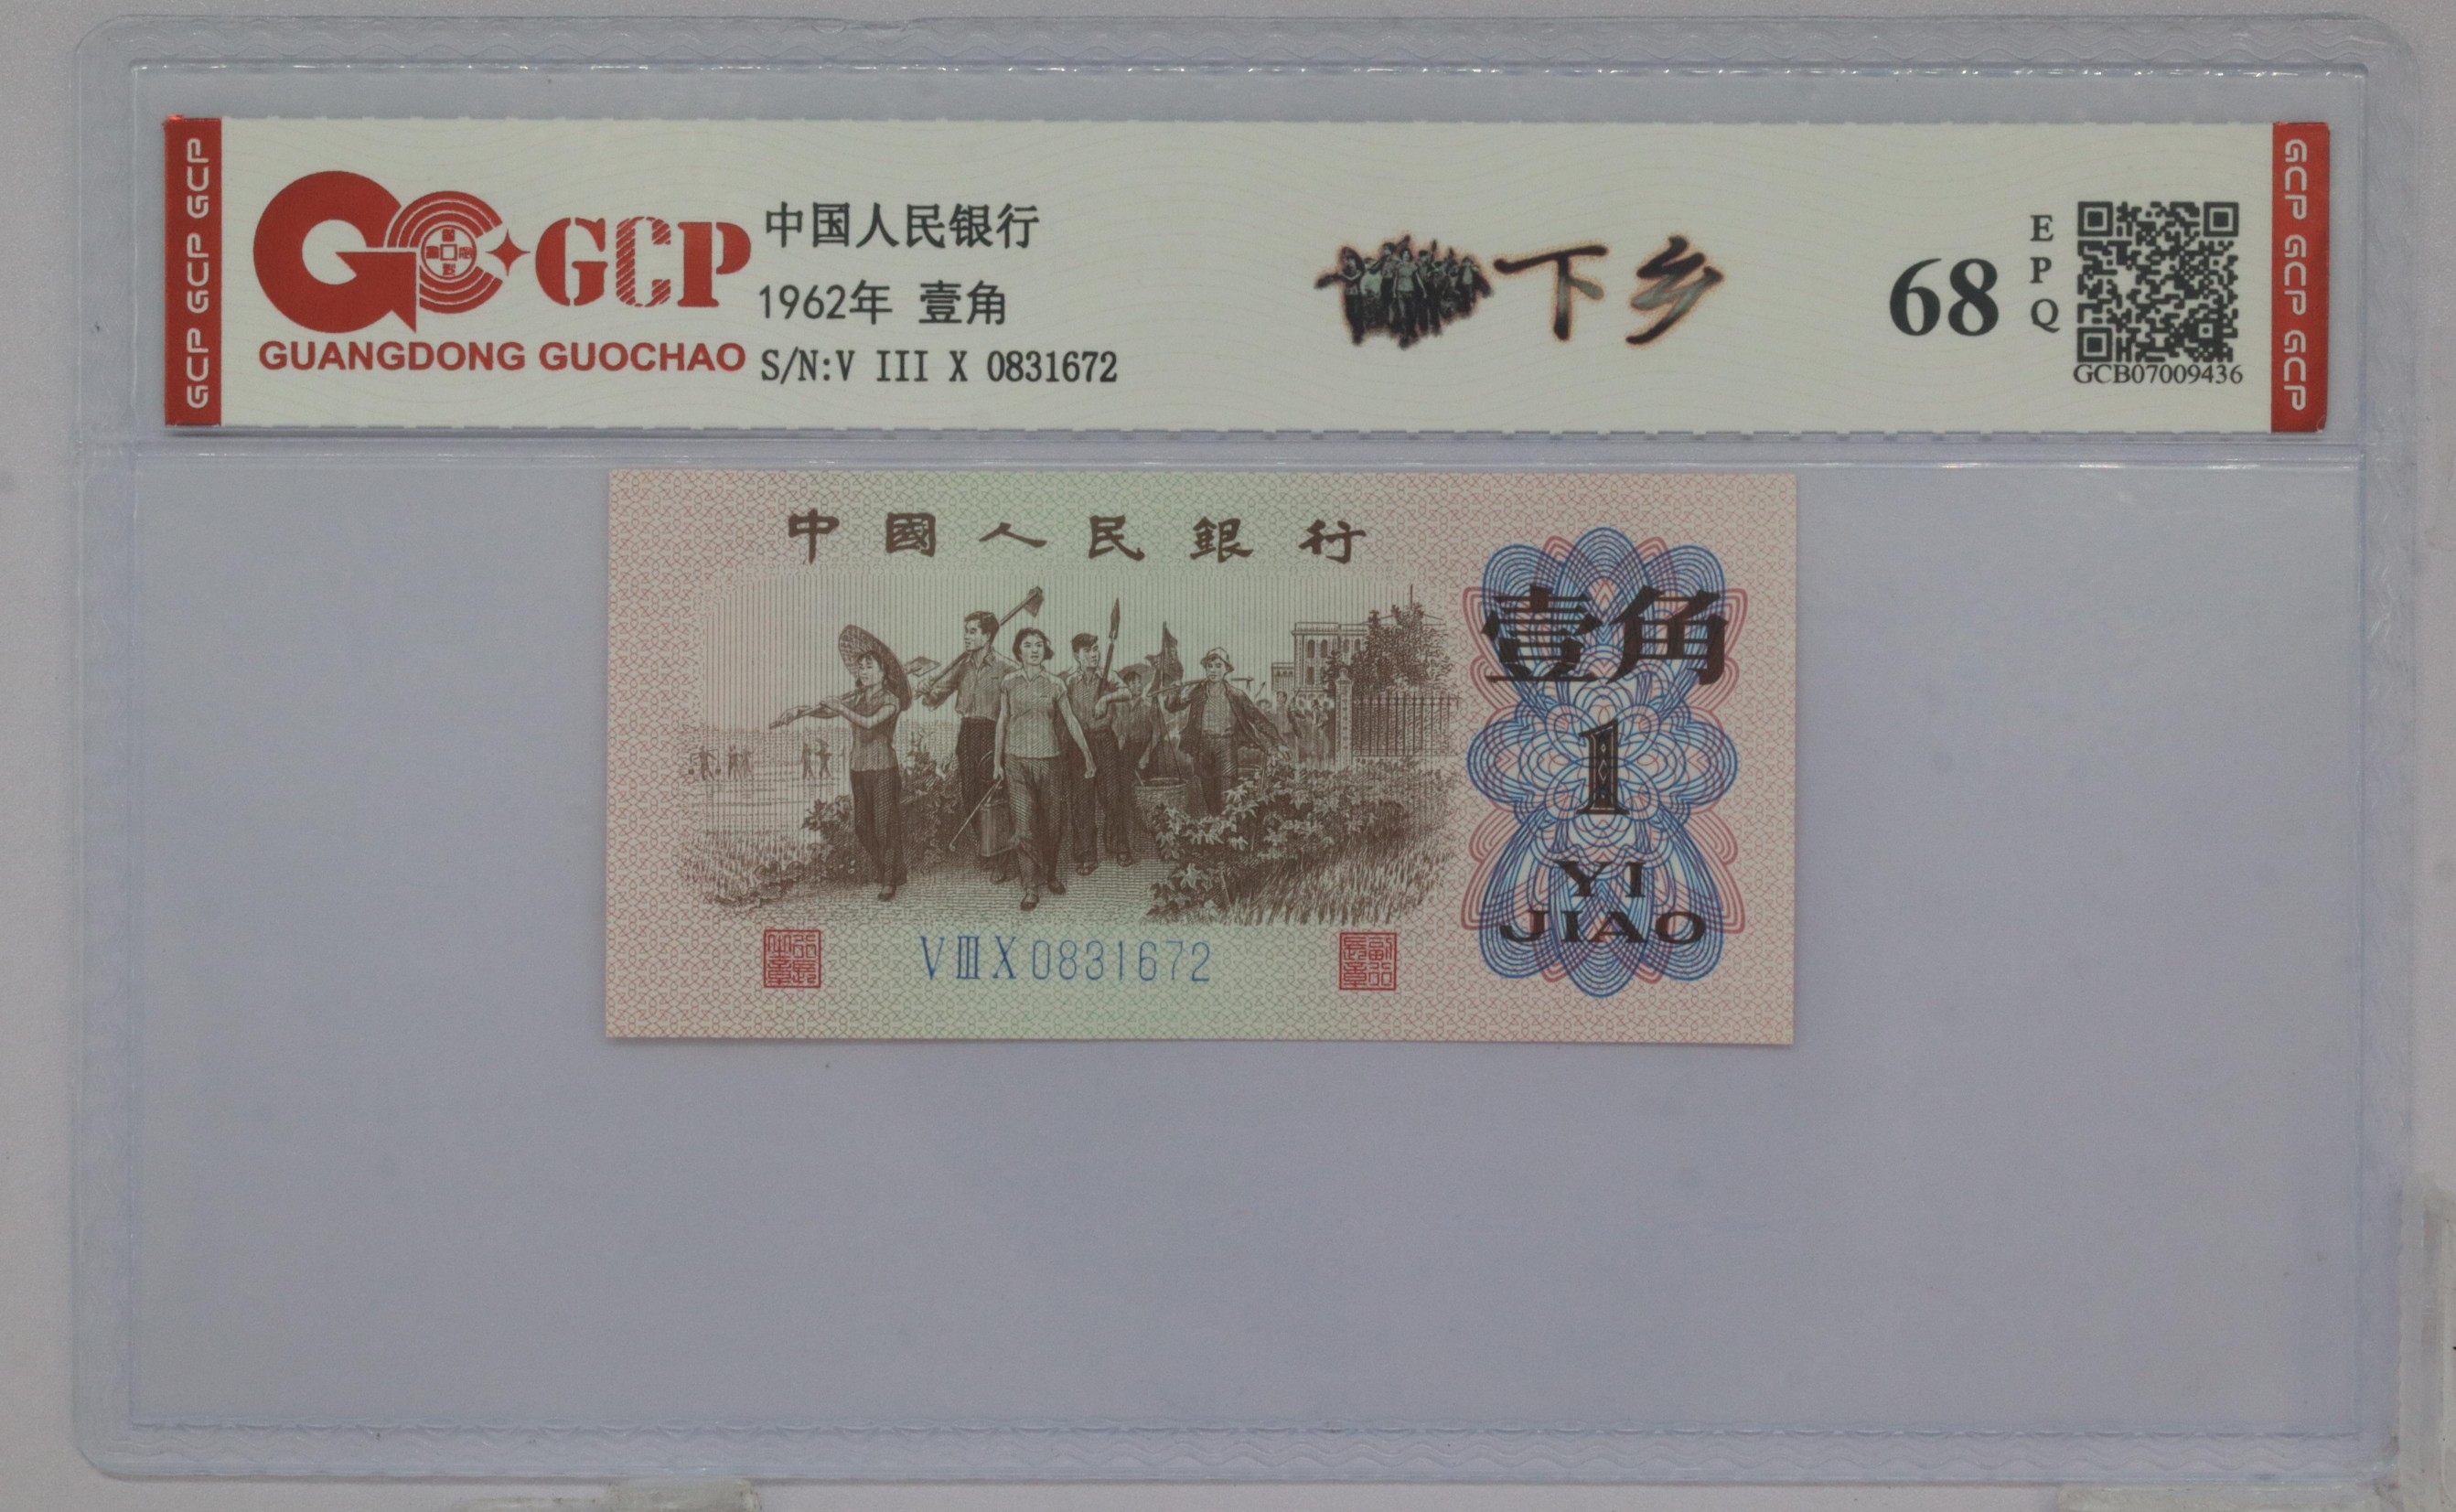 GCP GCP GCP
GCP
GUANGDONG GUOCHAO
中国人民银行
1962年 壹角
S/N:V III X 0831672
下乡
68
E
P
Q
GCB07009436
GCP GCP GCP
中國人民銀行
壹角
1
YI
JIAO
VⅢX0831672